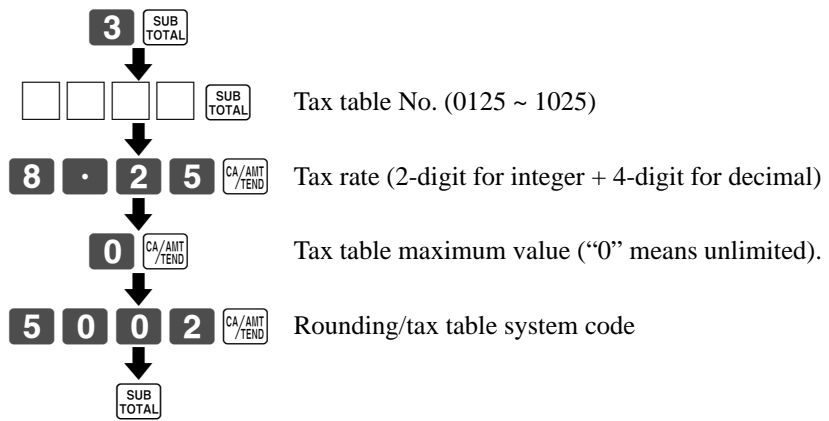 3 SUB TOTAL
SUB TOTAL Tax table No. (0125 ~ 1025)
8 · 2 5 CA/AMT /TEND Tax rate (2-digit for integer + 4-digit for decimal)
0 CA/AMT /TEND Tax table maximum value (“0” means unlimited).
5 0 0 2 CA/AMT /TEND Rounding/tax table system code
SUB TOTAL